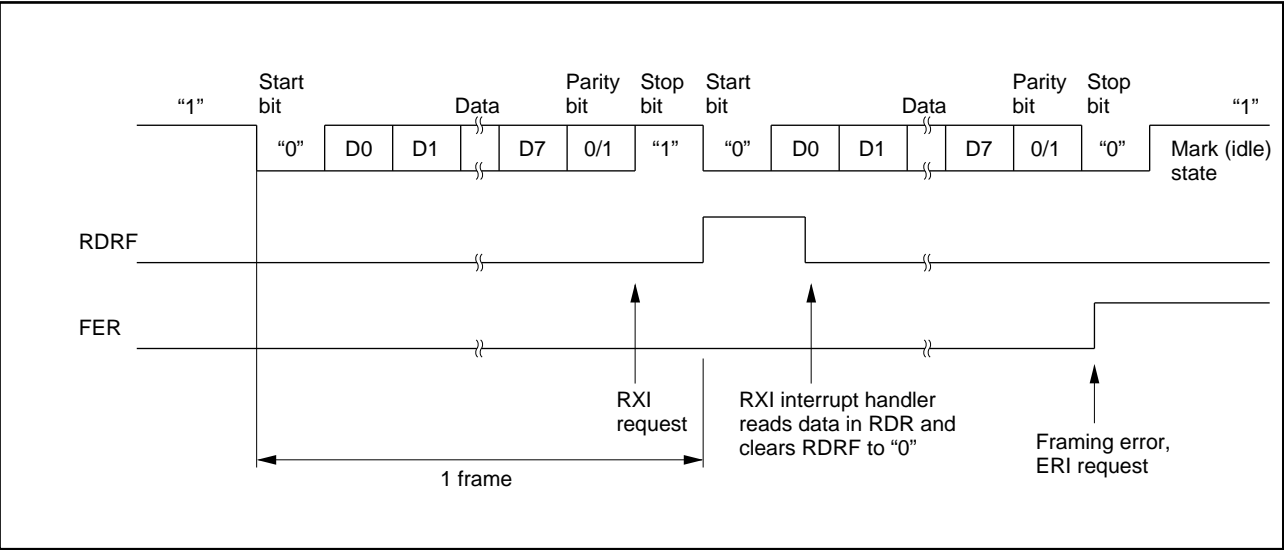 Start bit
Parity bit
Stop bit
Start bit
Parity bit
Stop bit
“1”
Data
Data
“1”
“0”
D0
D1
D7
0/1
“1”
“0”
D0
D1
D7
0/1
“0”
Mark (idle)
state
RDRF
FER
RXI
request
RXI interrupt handler
reads data in RDR and
clears RDRF to “0”
Framing error,
ERI request
1 frame